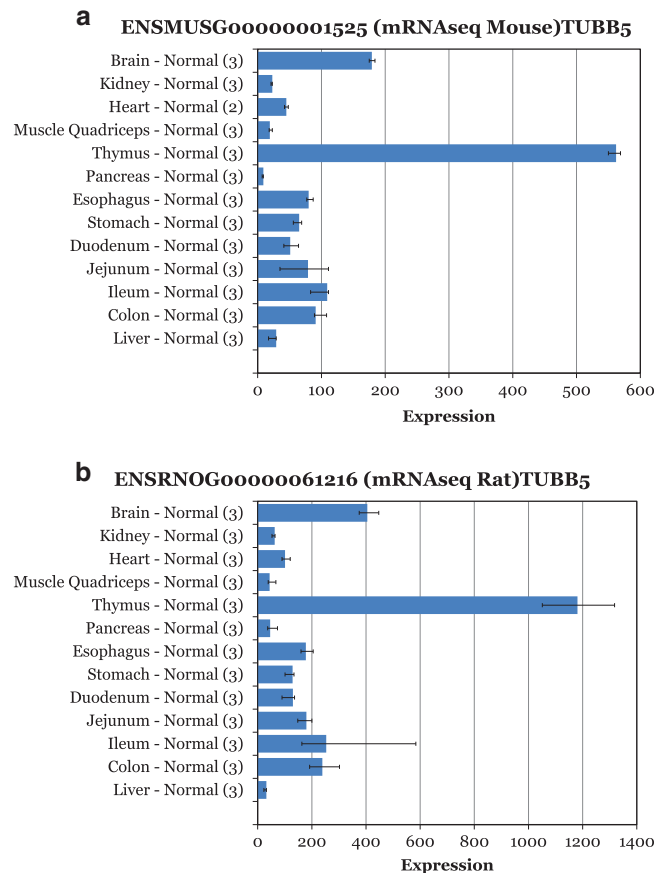 a
ENSMUSG00000001525 (mRNAseq Mouse)TUBB5
Brain - Normal (3)
Kidney - Normal (3)
Heart - Normal (2)
Muscle Quadriceps - Normal (3)
Thymus - Normal (3)
Pancreas - Normal (3)
Esophagus - Normal (3)
Stomach - Normal (3)
Duodenum - Normal (3)
Jejunum - Normal (3)
Ileum - Normal (3)
Colon - Normal (3)
Liver - Normal (3)
0 100 200 300 400 500 600
Expression
b
ENSRNOG00000061216 (mRNAseq Rat)TUBB5
Brain - Normal (3)
Kidney - Normal (3)
Heart - Normal (3)
Muscle Quadriceps - Normal (3)
Thymus - Normal (3)
Pancreas - Normal (3)
Esophagus - Normal (3)
Stomach - Normal (3)
Duodenum - Normal (3)
Jejunum - Normal (3)
Ileum - Normal (3)
Colon - Normal (3)
Liver - Normal (3)
0 200 400 600 800 1000 1200 1400
Expression